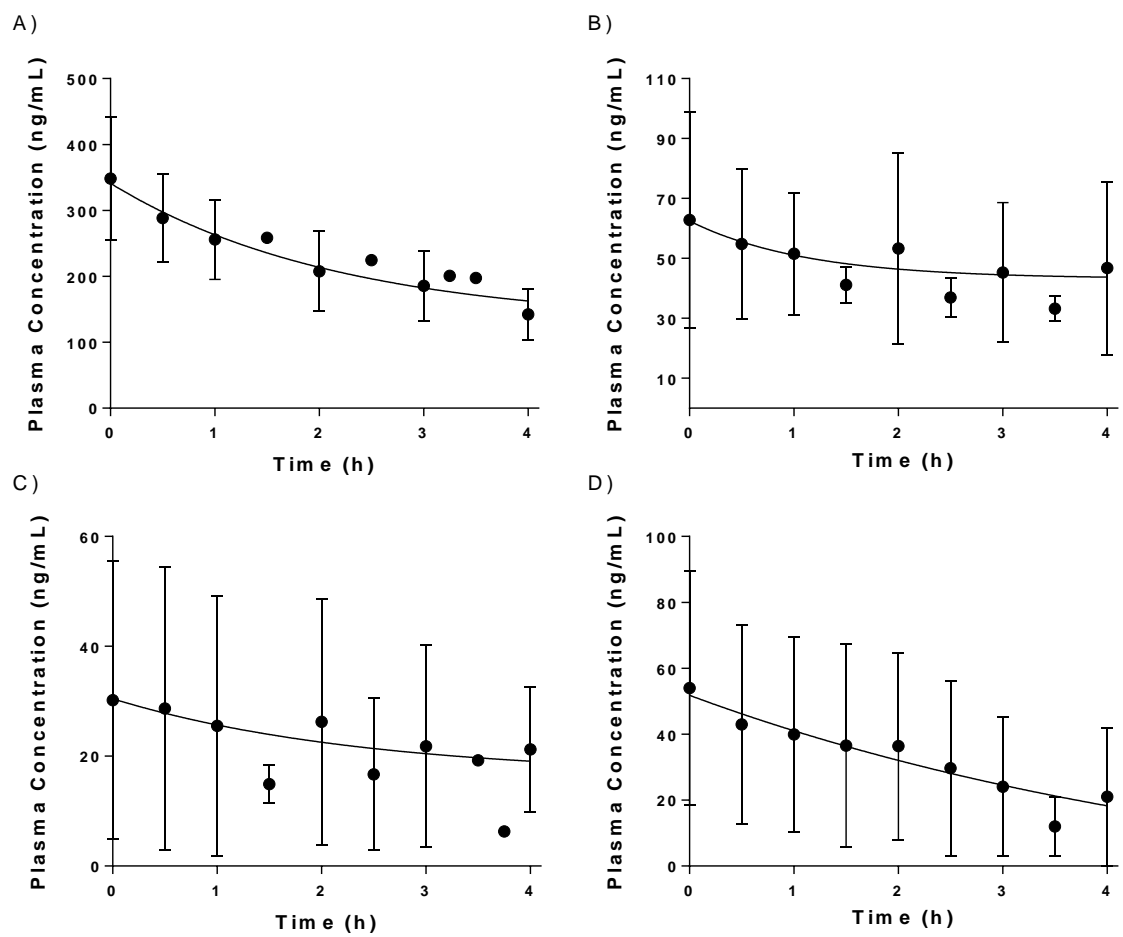 A)
Plasma Concentration (ng/mL)
500
400
300
200
100
0
0 1 2 3 4
Time (h)
B)
Plasma Concentration (ng/mL)
110
90
70
50
30
10
0 1 2 3 4
Time (h)
C)
Plasma Concentration (ng/mL)
60
40
20
0
0 1 2 3 4
Time (h)
D)
Plasma Concentration (ng/mL)
100
80
60
40
20
0
0 1 2 3 4
Time (h)